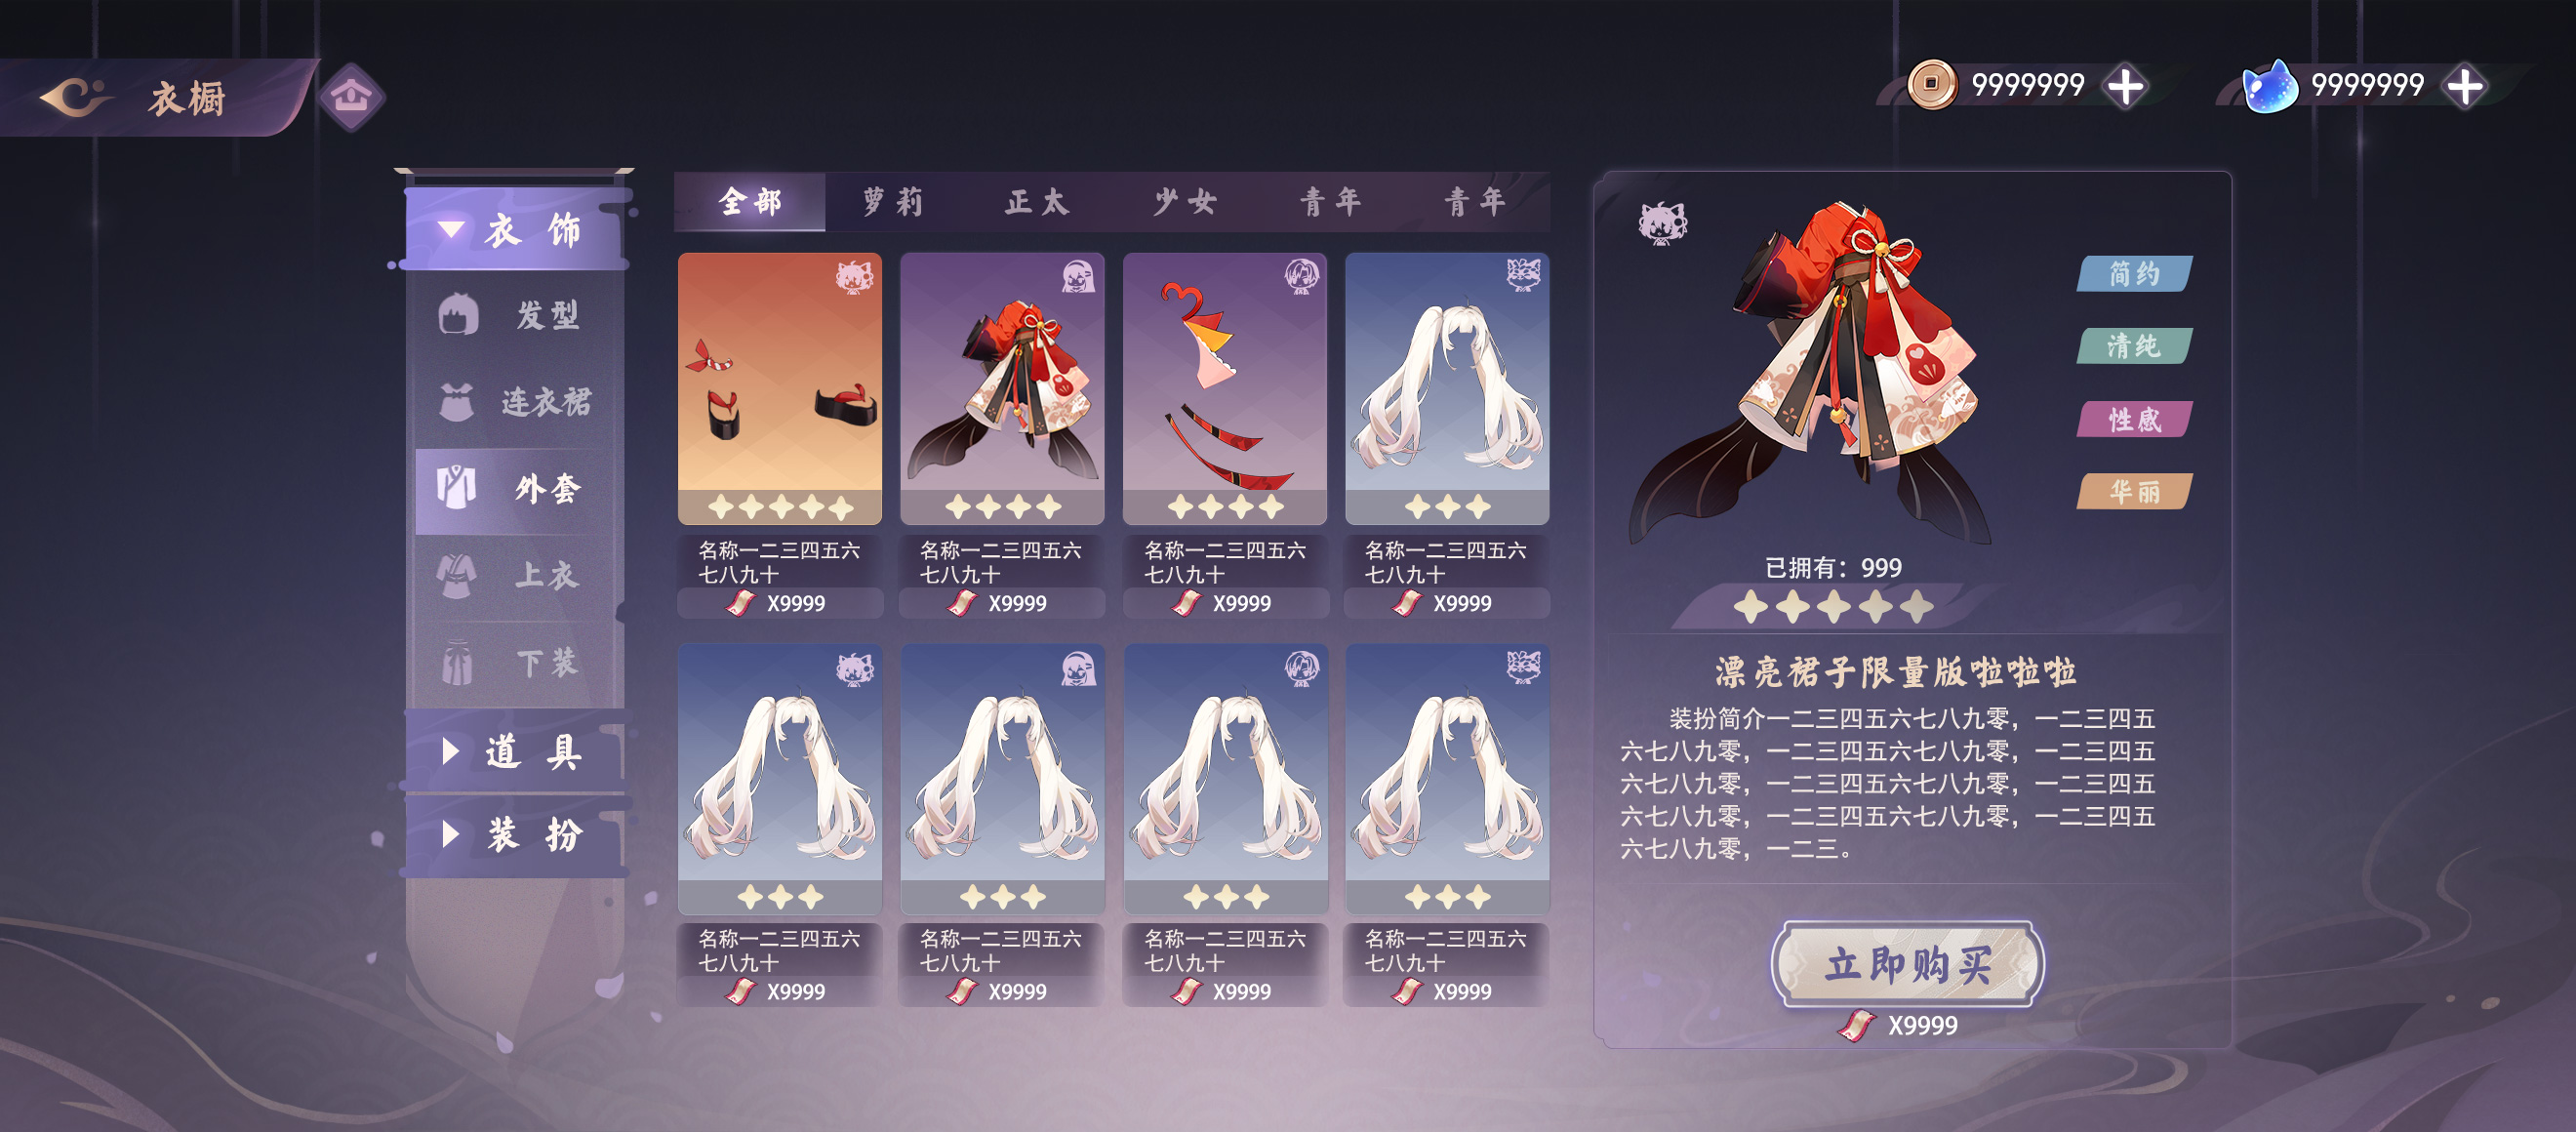 衣橱
9999999
9999999
衣饰
发型
连衣裙
外套
上衣
下装
道具
装扮
全部
萝莉
正太
少女
青年
青年
名称一二三四五六
七八九十
X9999
名称一二三四五六
七八九十
X9999
名称一二三四五六
七八九十
X9999
名称一二三四五六
七八九十
X9999
名称一二三四五六
七八九十
X9999
名称一二三四五六
七八九十
X9999
名称一二三四五六
七八九十
X9999
名称一二三四五六
七八九十
X9999
简约
清纯
性感
华丽
已拥有：999
漂亮裙子限量版啦啦啦
装扮简介一二三四五六七八九零，一二三四五
六七八九零，一二三四五六七八九零，一二三四五
六七八九零，一二三四五六七八九零，一二三四五
六七八九零，一二三四五六七八九零，一二三四五
六七八九零，一二三。
立即购买
X9999